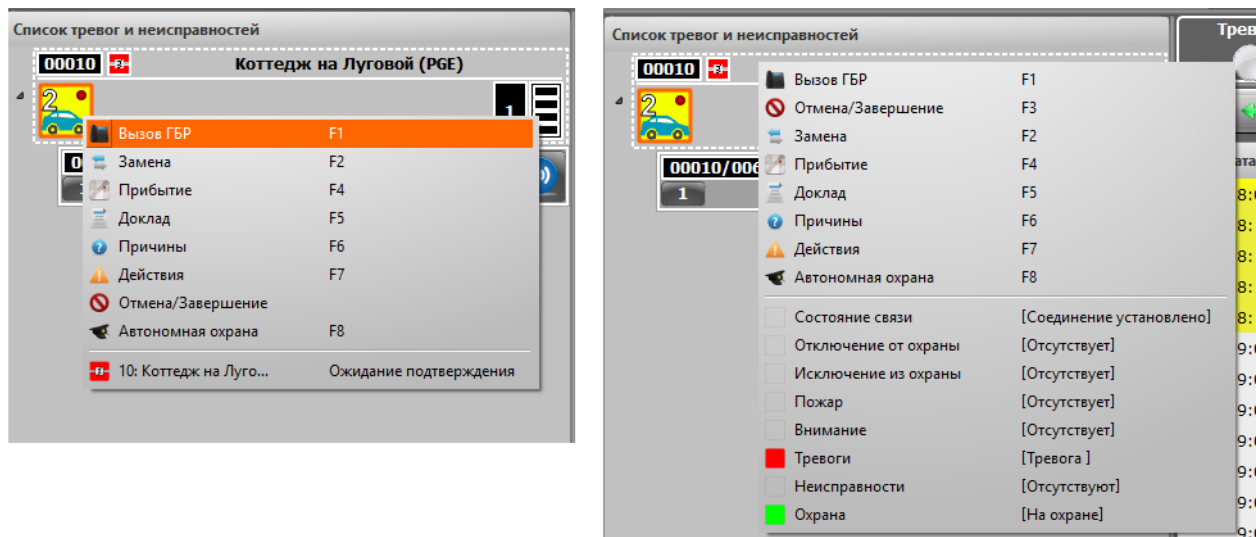 Список тревог и неисправностей
00010 Коттедж на Луговой (PGE)
2
1
Вызов ГБР F1
Замена F2
Прибытие F4
Доклад F5
Причины F6
Действия F7
Отмена/Завершение
Автономная охрана F8
10: Коттедж на Луго... Ожидание подтверждения
Список тревог и неисправностей
00010
2
00010/006
1
Вызов ГБР F1
Отмена/Завершение F3
Замена F2
Прибытие F4
Доклад F5
Причины F6
Действия F7
Автономная охрана F8
Состояние связи [Соединение установлено]
Отключение от охраны [Отсутствует]
Исключение из охраны [Отсутствует]
Пожар [Отсутствует]
Внимание [Отсутствует]
Тревоги [Тревога ]
Неисправности [Отсутствуют]
Охрана [На охране]